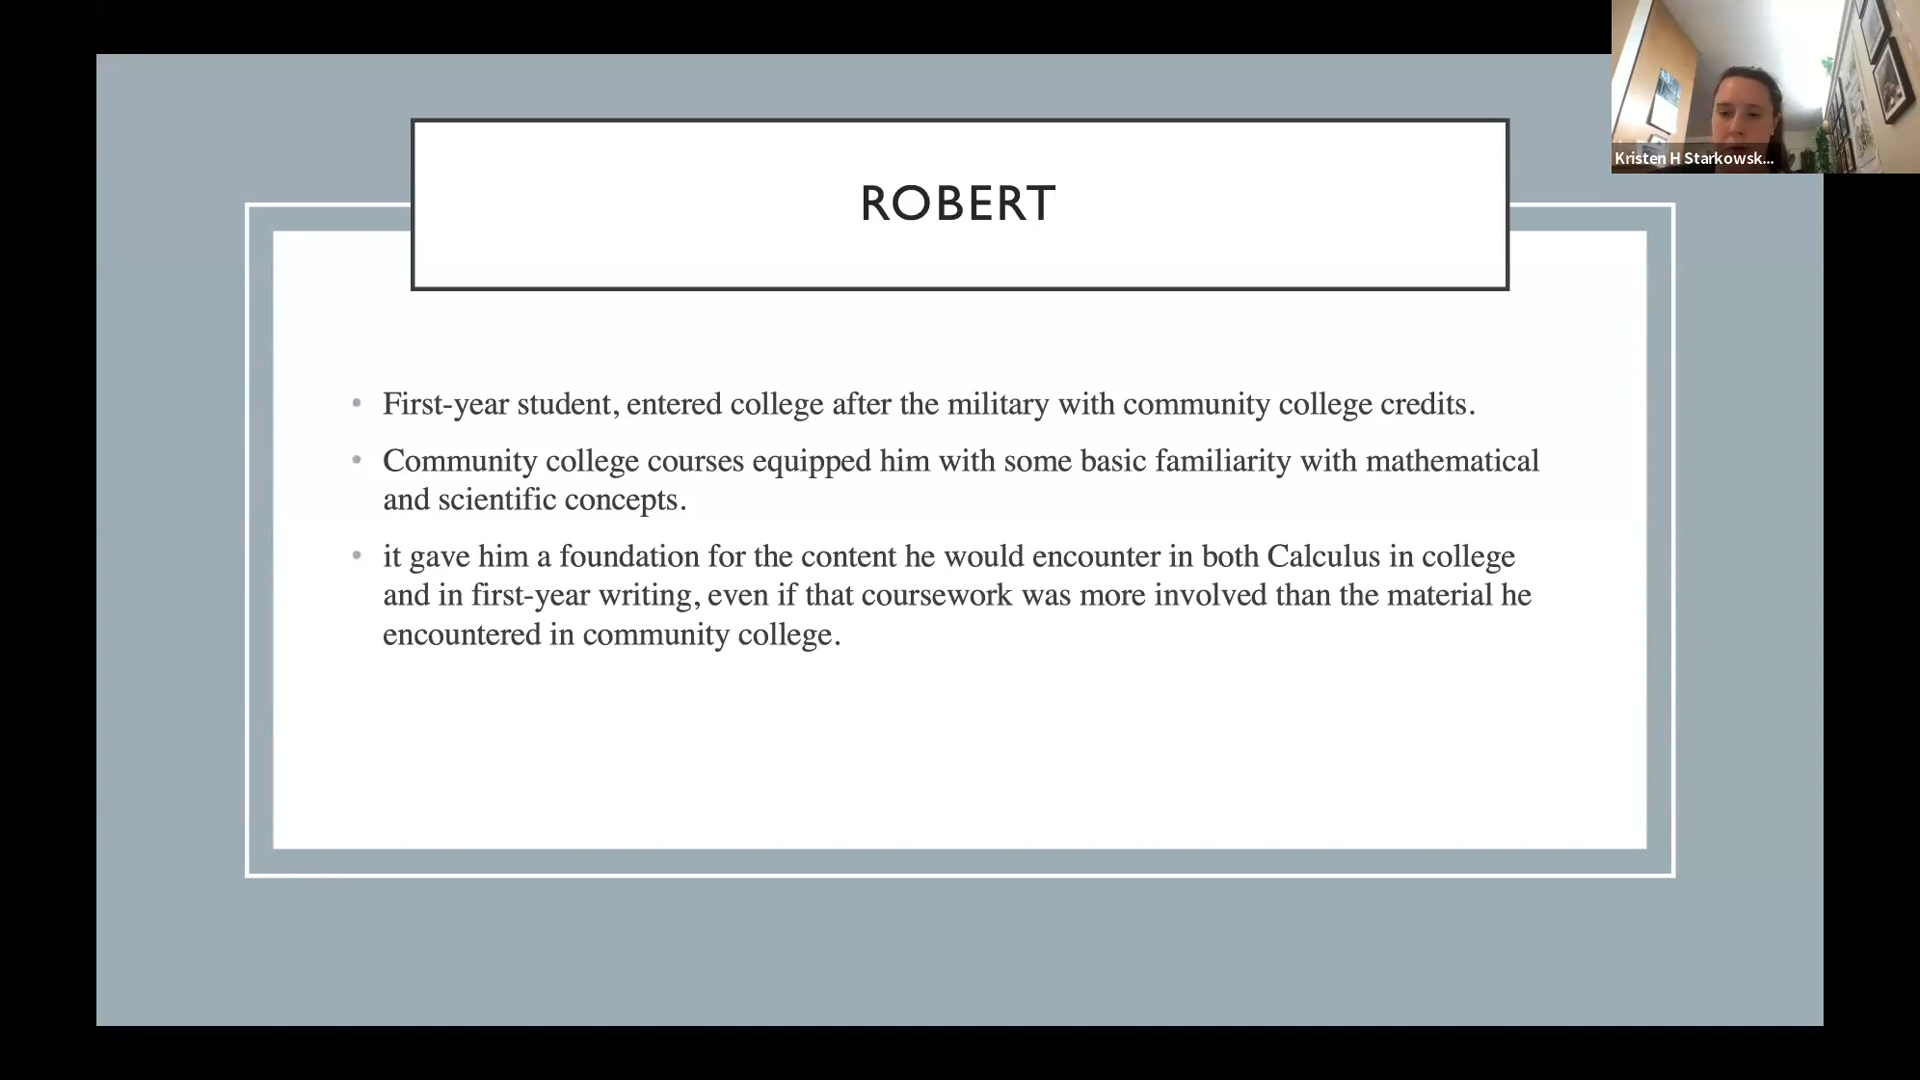 ROBERT
• First-year student, entered college after the military with community college credits.
• Community college courses equipped him with some basic familiarity with mathematical
and scientific concepts.
• it gave him a foundation for the content he would encounter in both Calculus in college
and in first-year writing, even if that coursework was more involved than the material he
encountered in community college.
Kristen H Starkowsk...